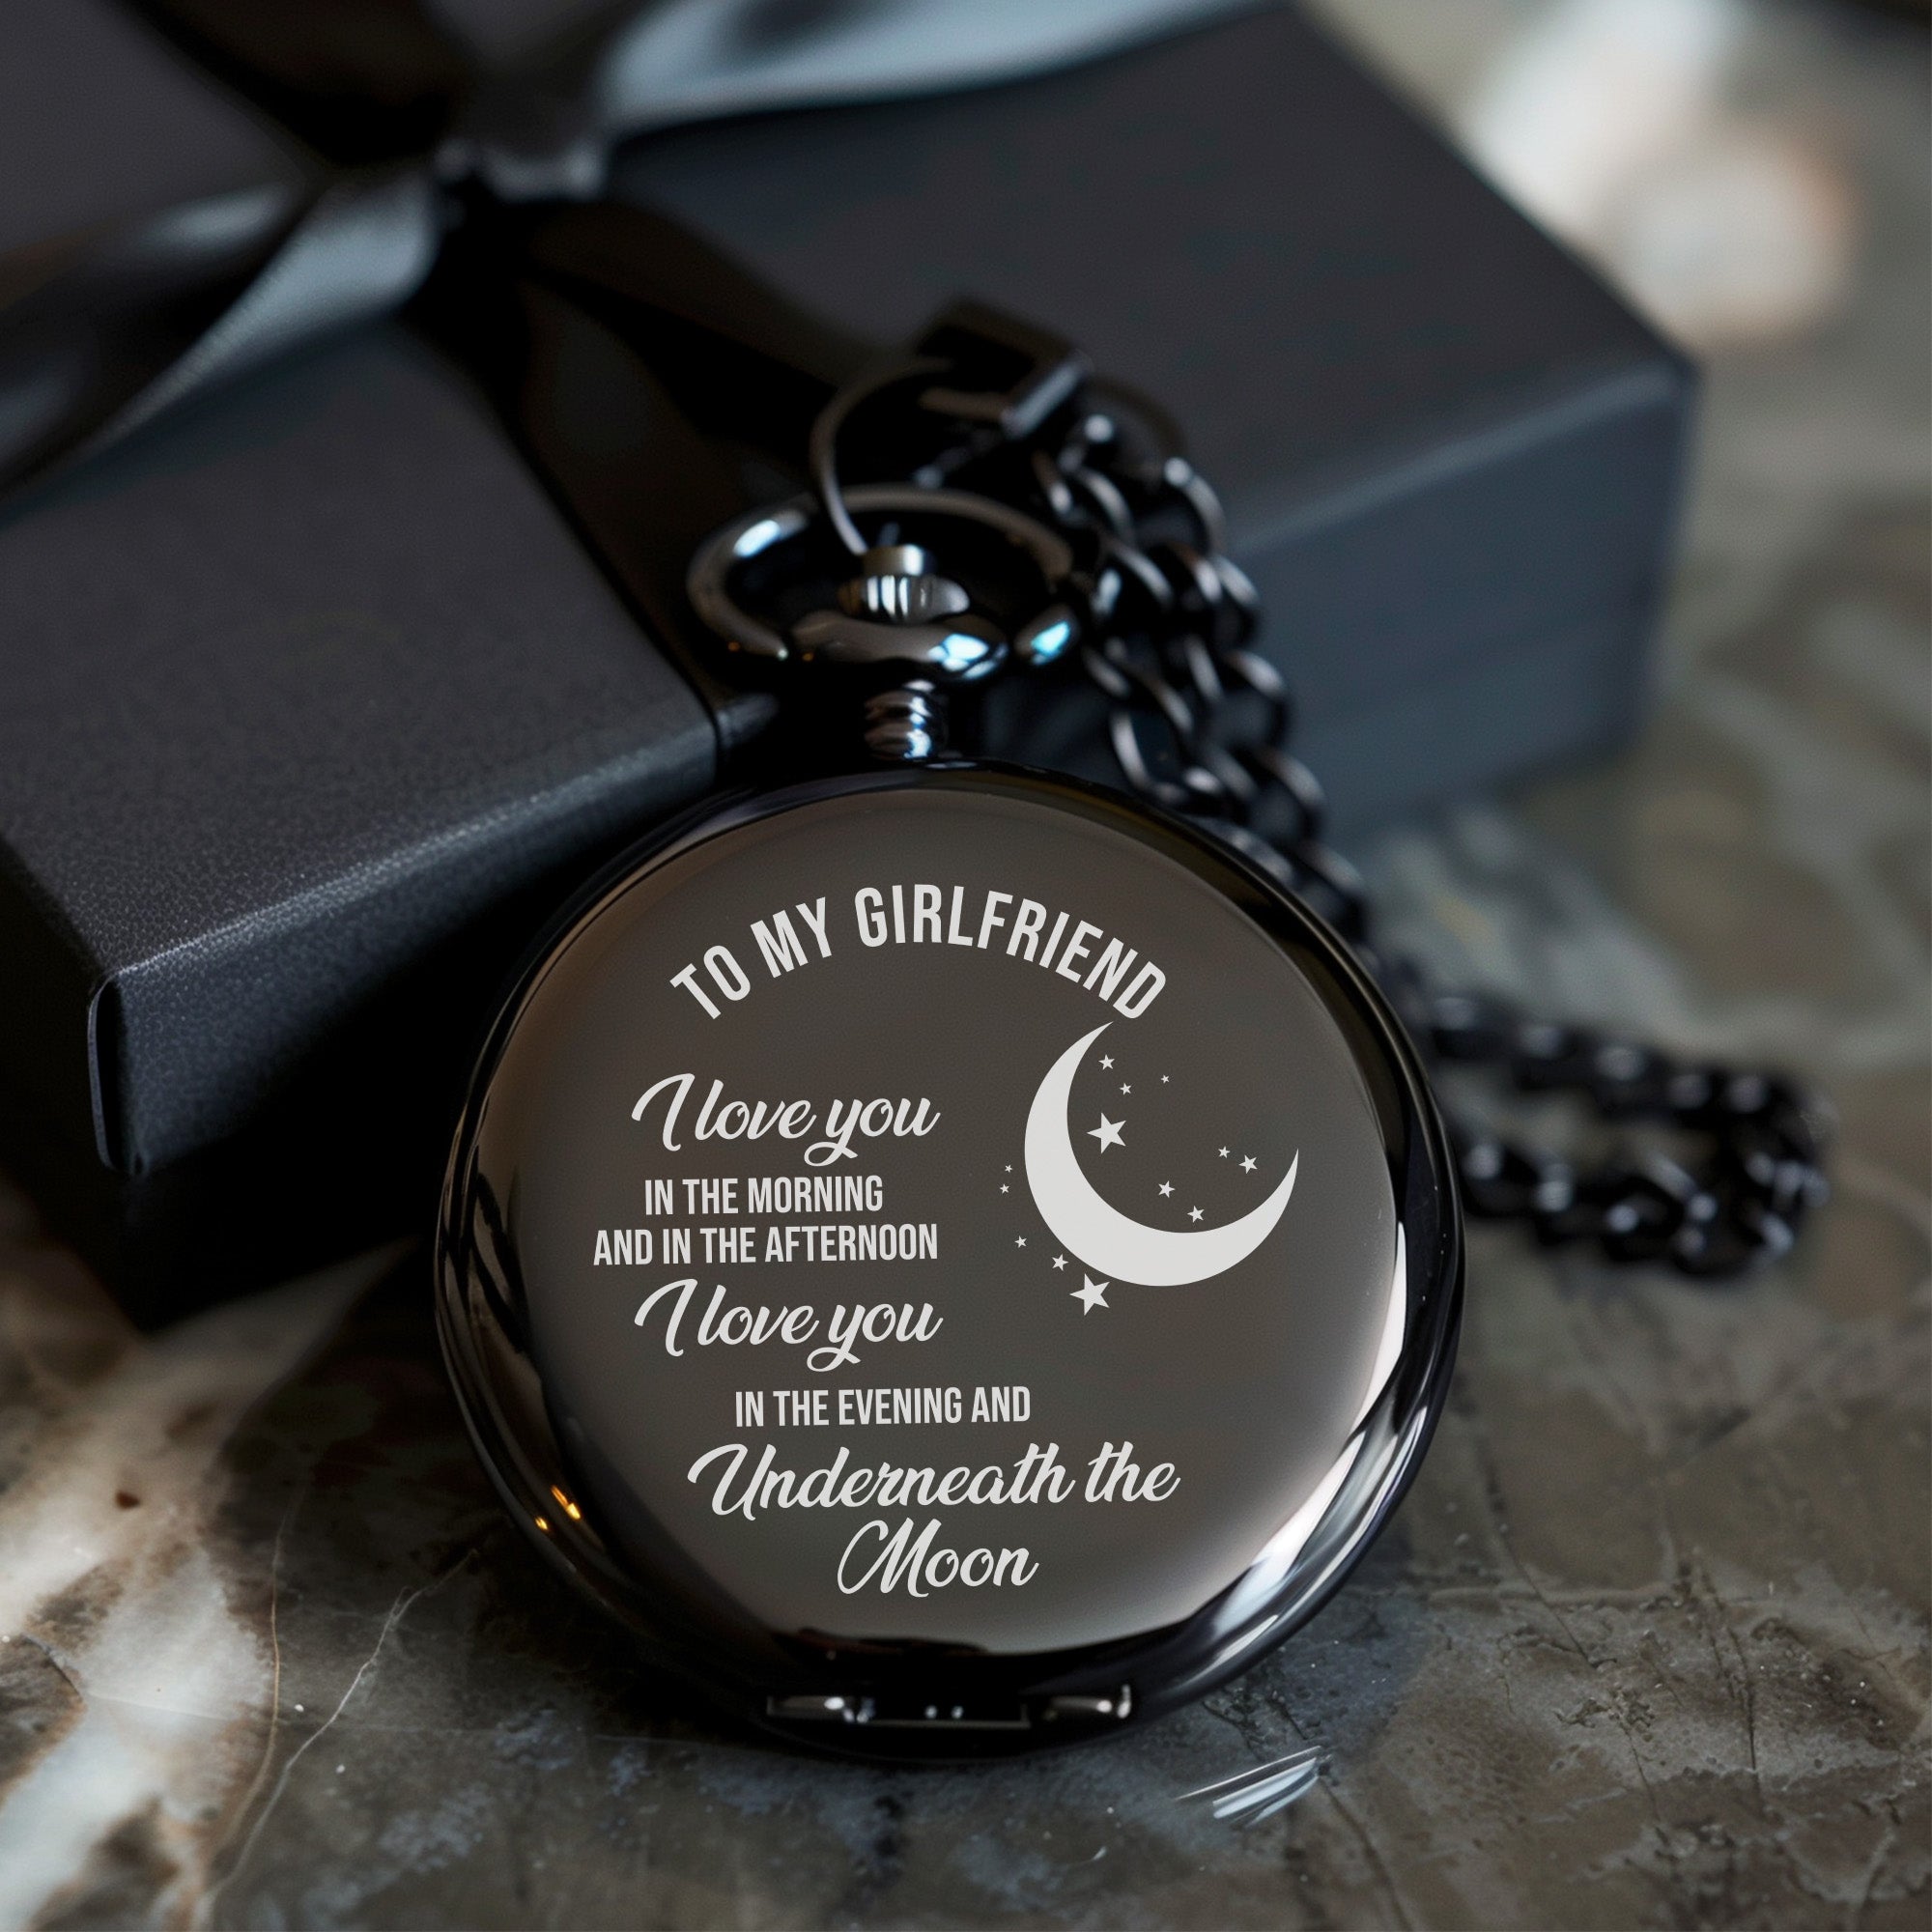 TO MY GIRLFRIEND
I love you
IN THE MORNING
AND IN THE AFTERNOON
I love you
IN THE EVENING AND
Underneath the
Moon